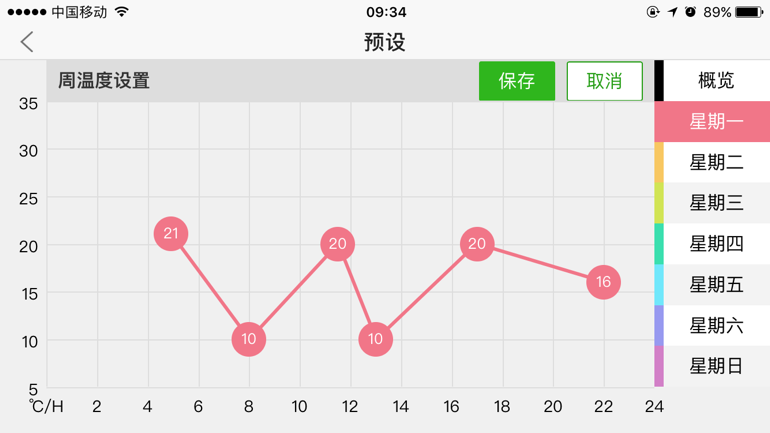 中国移动 09:34 89%
预设
周温度设置 保存 取消
概览
星期一
星期二
星期三
星期四
星期五
星期六
星期日
35
30
25
20
15
10
5
21 10 20 10 20 16
℃/H 2 4 6 8 10 12 14 16 18 20 22 24